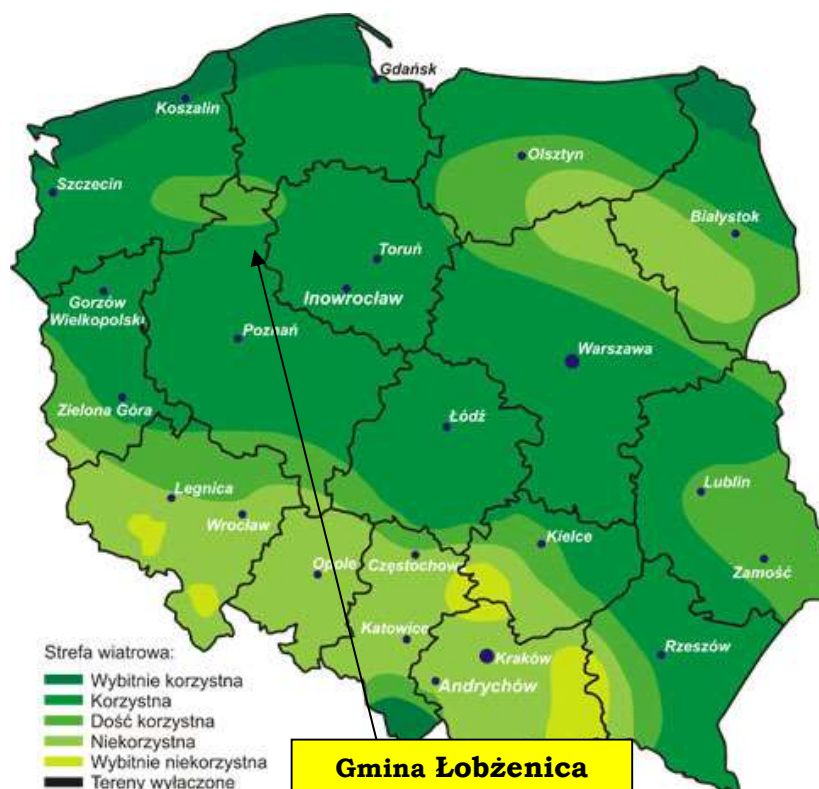 Gdańsk
Koszalin
Olsztyn
Szczecin
Białystok
Toruń
Gorzów
Wielkopolski
Inowrocław
Poznań
Warszawa
Zielona Góra
Łódź
Legnica
Lublin
Wrocław
Kielce
Opole
Częstochowa
Zamość
Katowice
Kraków
Rzeszów
Andrychów
Strefa wiatrowa:
Wybitnie korzystna
Korzystna
Dość korzystna
Niekorzystna
Wybitnie niekorzystna
Tereny wyłączone
Gmina Łobżenica